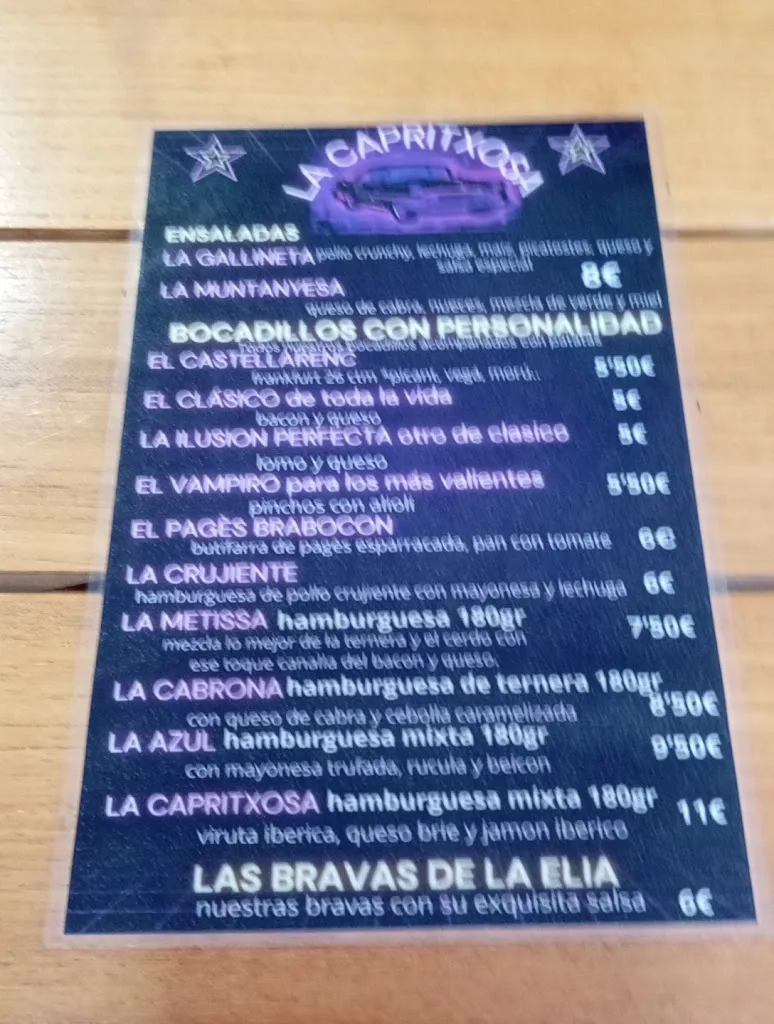 LA CAPRITXOSA
ENSALADAS
LA GALLINETA pollo crunchy, lechuga, mais, picatostes, queso y
salsa especial
8€
LA MUNTANYESA
queso de cabra, nueces, mezcla de verde y miel
BOCADILLOS CON PERSONALIDAD
Todos nuestros bocadillos acompañados con patatas
EL CASTELLARENC
frankfurt 26 ctm *picant, vegà, moru.. 5'50€
EL CLÁSICO de toda la vida 5€
bacon y queso
LA ILUSION PERFECTA otro de clasico 5€
lomo y queso
EL VAMPIRO para los más valientes 5'50€
pinchos con alioli
EL PAGÈS BRABOCON
butifarra de pagès esparracada, pan con tomate 6€
LA CRUJIENTE
hamburguesa de pollo crujiente con mayonesa y lechuga 6€
LA METISSA hamburguesa 180gr 7'50€
mezcla lo mejor de la ternera y el cerdo con
ese toque canalla del bacon y queso.
LA CABRONA hamburguesa de ternera 180gr
8'50€
con queso de cabra y cebolla caramelizada
LA AZUL hamburguesa mixta 180gr 9'50€
con mayonesa trufada, rucula y beicon
LA CAPRITXOSA hamburguesa mixta 180gr 11€
viruta iberica, queso brie y jamon iberico
LAS BRAVAS DE LA ELIA
nuestras bravas con su exquisita salsa 6€